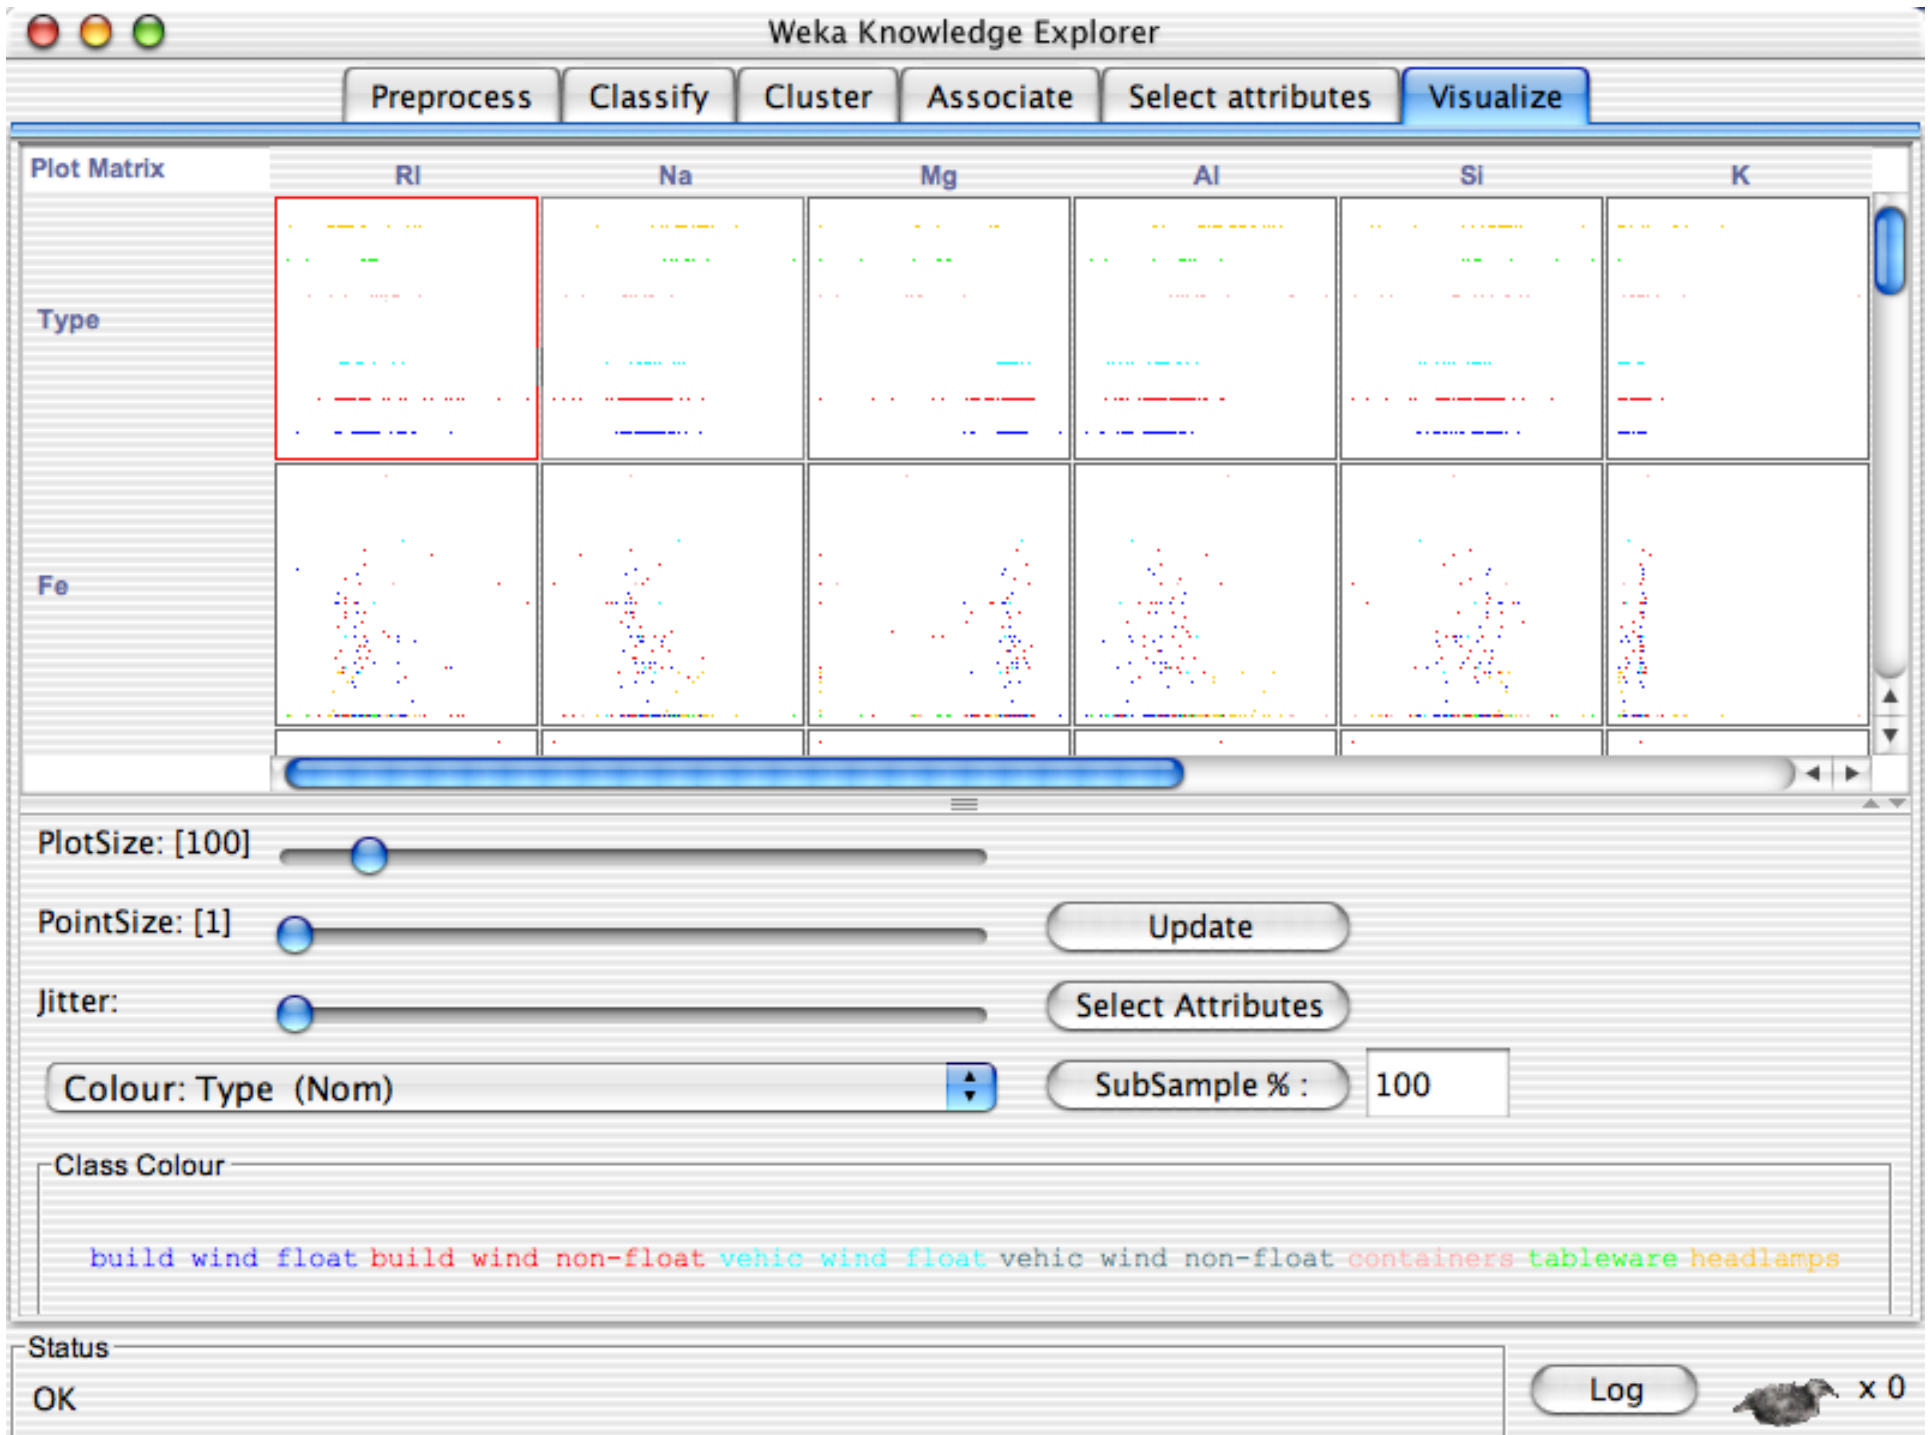 Weka Knowledge Explorer
Preprocess Classify Cluster Associate Select attributes Visualize
Plot Matrix RI Na Mg Al Si K
Type
Fe
PlotSize: [100]
PointSize: [1] Update
Jitter: Select Attributes
Colour: Type (Nom) SubSample % : 100
Class Colour
build wind float build wind non-float vehic wind float vehic wind non-float containers tableware headlamps
Status
OK Log x 0